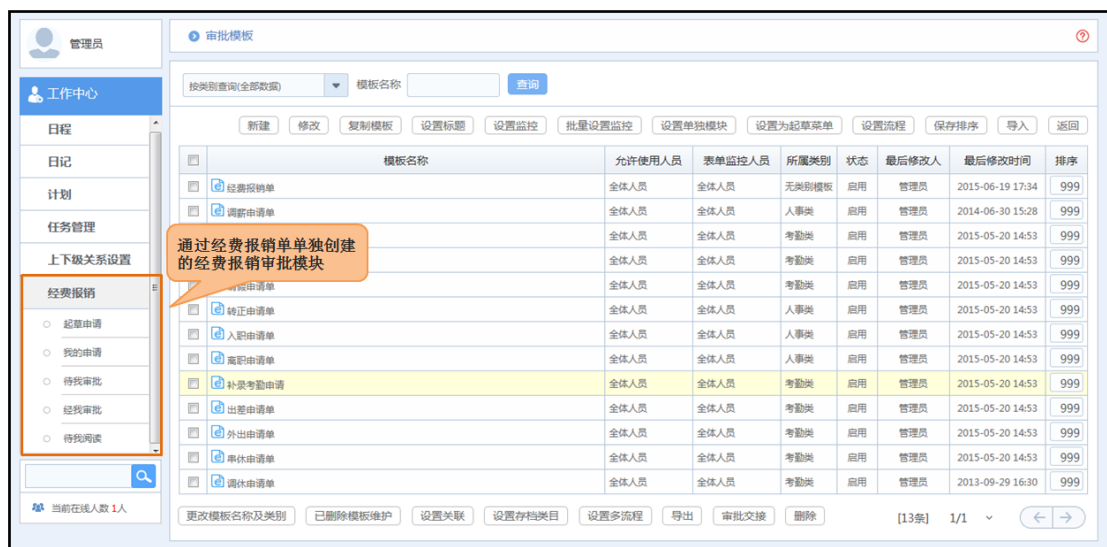 管理员
审批模板
按类别查询(全部数据)
模板名称
查询
工作中心
新建 修改 复制模板 设置标题 设置监控 批量设置监控 设置单独模块 设置为起草菜单 设置流程 保存排序 导入 返回
日程
日记
计划
任务管理
上下级关系设置
经费报销
起草申请
我的申请
待我审批
经我审批
待我阅读
当前在线人数 1人
模板名称 允许使用人员 表单监控人员 所属类别 状态 最后修改人 最后修改时间 排序
经费报销单 全体人员 全体人员 无类别模板 启用 管理员 2015-06-19 17:34 999
调薪申请单 全体人员 全体人员 人事类 启用 管理员 2014-06-30 15:28 999
全体人员 全体人员 考勤类 启用 管理员 2015-05-20 14:53 999
通过经费报销单单独创建
的经费报销审批模块
全体人员 全体人员 考勤类 启用 管理员 2015-05-20 14:53 999
申请单 全体人员 全体人员 考勤类 启用 管理员 2015-05-20 14:53 999
转正申请单 全体人员 全体人员 人事类 启用 管理员 2015-05-20 14:53 999
入职申请单 全体人员 全体人员 人事类 启用 管理员 2015-05-20 14:53 999
离职申请单 全体人员 全体人员 人事类 启用 管理员 2015-05-20 14:53 999
补录考勤申请 全体人员 全体人员 考勤类 启用 管理员 2015-05-20 14:53 999
出差申请单 全体人员 全体人员 考勤类 启用 管理员 2015-05-20 14:53 999
外出申请单 全体人员 全体人员 考勤类 启用 管理员 2015-05-20 14:53 999
串休申请单 全体人员 全体人员 考勤类 启用 管理员 2015-05-20 14:53 999
调休申请单 全体人员 全体人员 考勤类 启用 管理员 2013-09-29 16:30 999
更改模板名称及类别 已删除模板维护 设置关联 设置存档类目 设置多流程 导出 审批交接 删除 [13条] 1/1